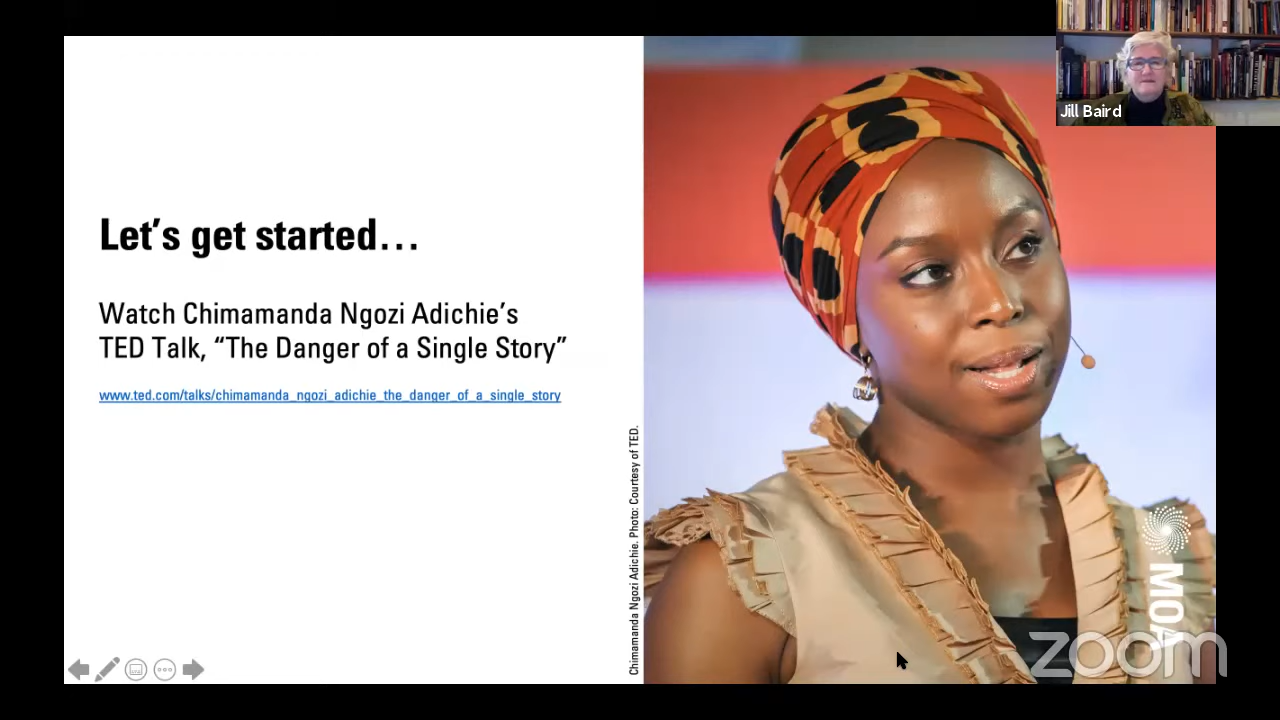 Jill Baird
Let's get started…
Watch Chimamanda Ngozi Adichie's
TED Talk, “The Danger of a Single Story”
www.ted.com/talks/chimamanda_ngozi_adichie_the_danger_of_a_single_story
Chimamanda Ngozi Adichie. Photo: Courtesy of TED.
MOA
zoom